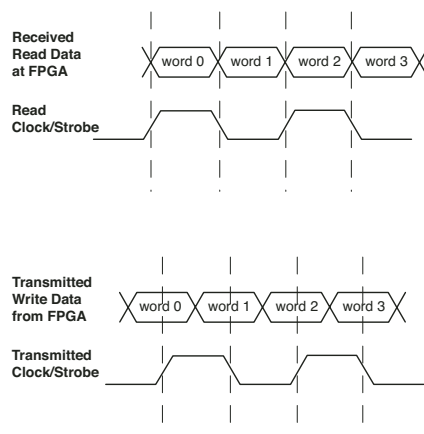 Received
Read Data
at FPGA
word 0 word 1 word 2 word 3
Read
Clock/Strobe
Transmitted
Write Data
from FPGA
word 0 word 1 word 2 word 3
Transmitted
Clock/Strobe